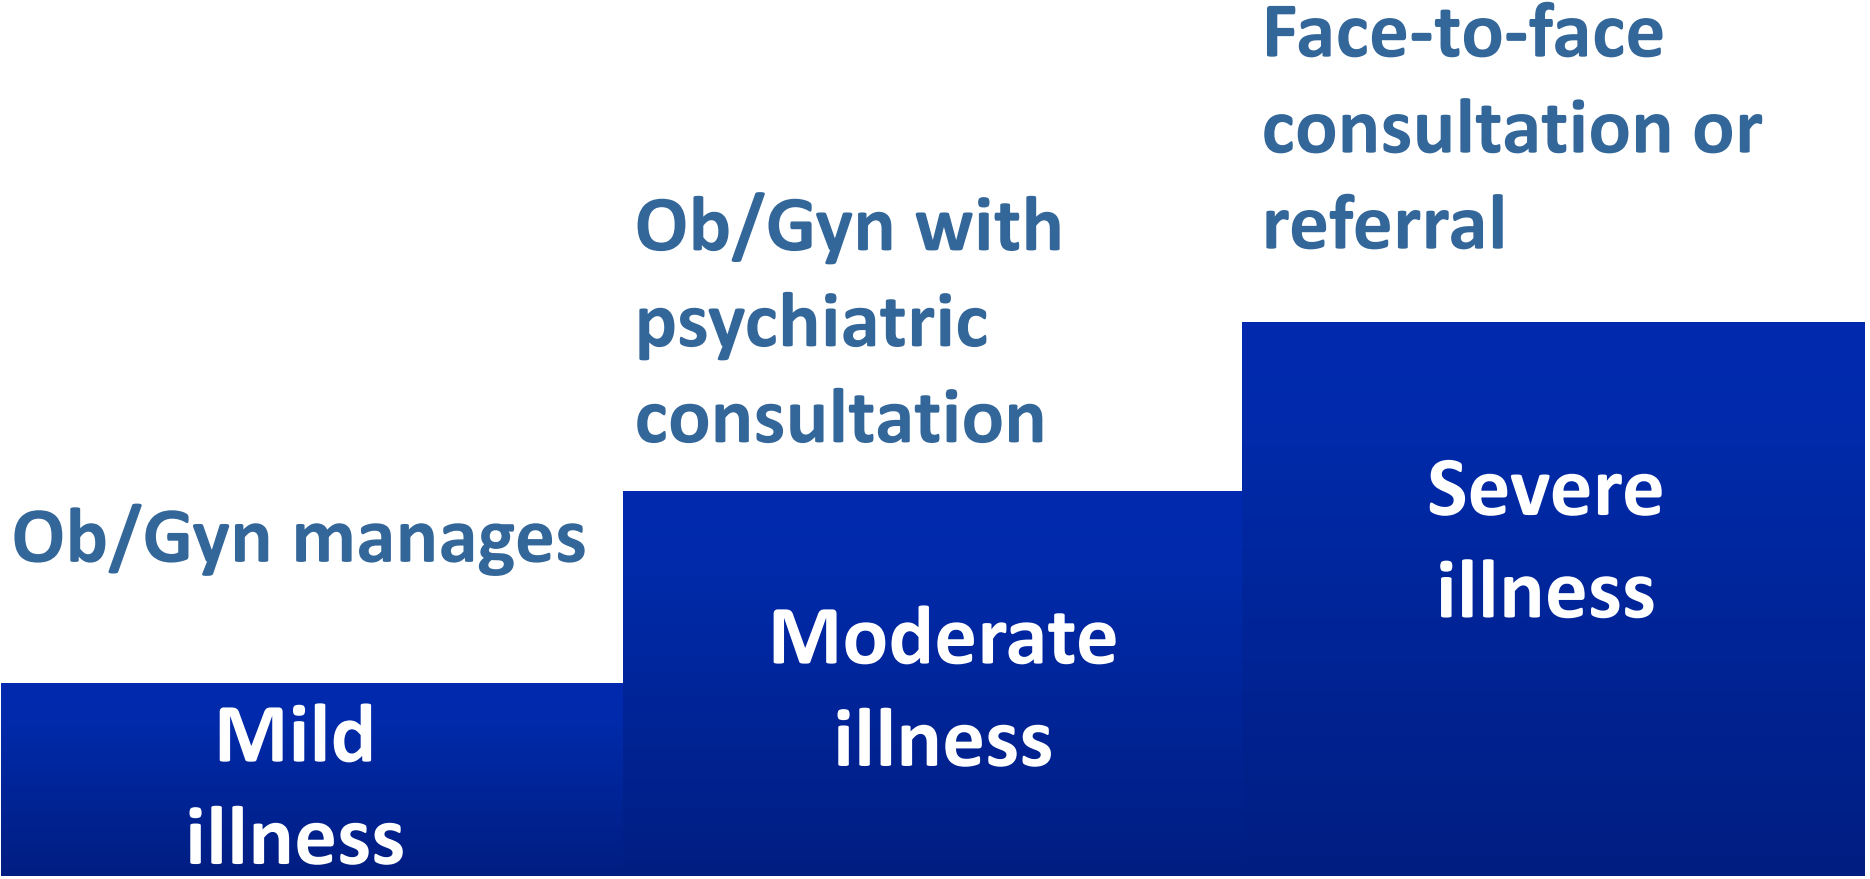 Ob/Gyn manages
Mild
illness
Ob/Gyn with
psychiatric
consultation
Moderate
illness
Face-to-face
consultation or
referral
Severe
illness